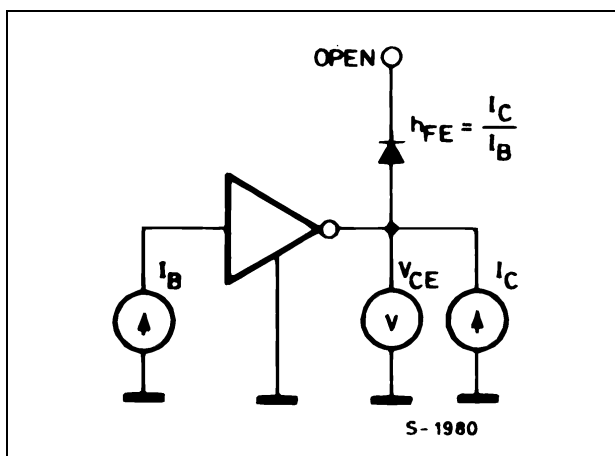 OPEN
hFE = IC
IB
IB
VCE
IC
V
S-1980